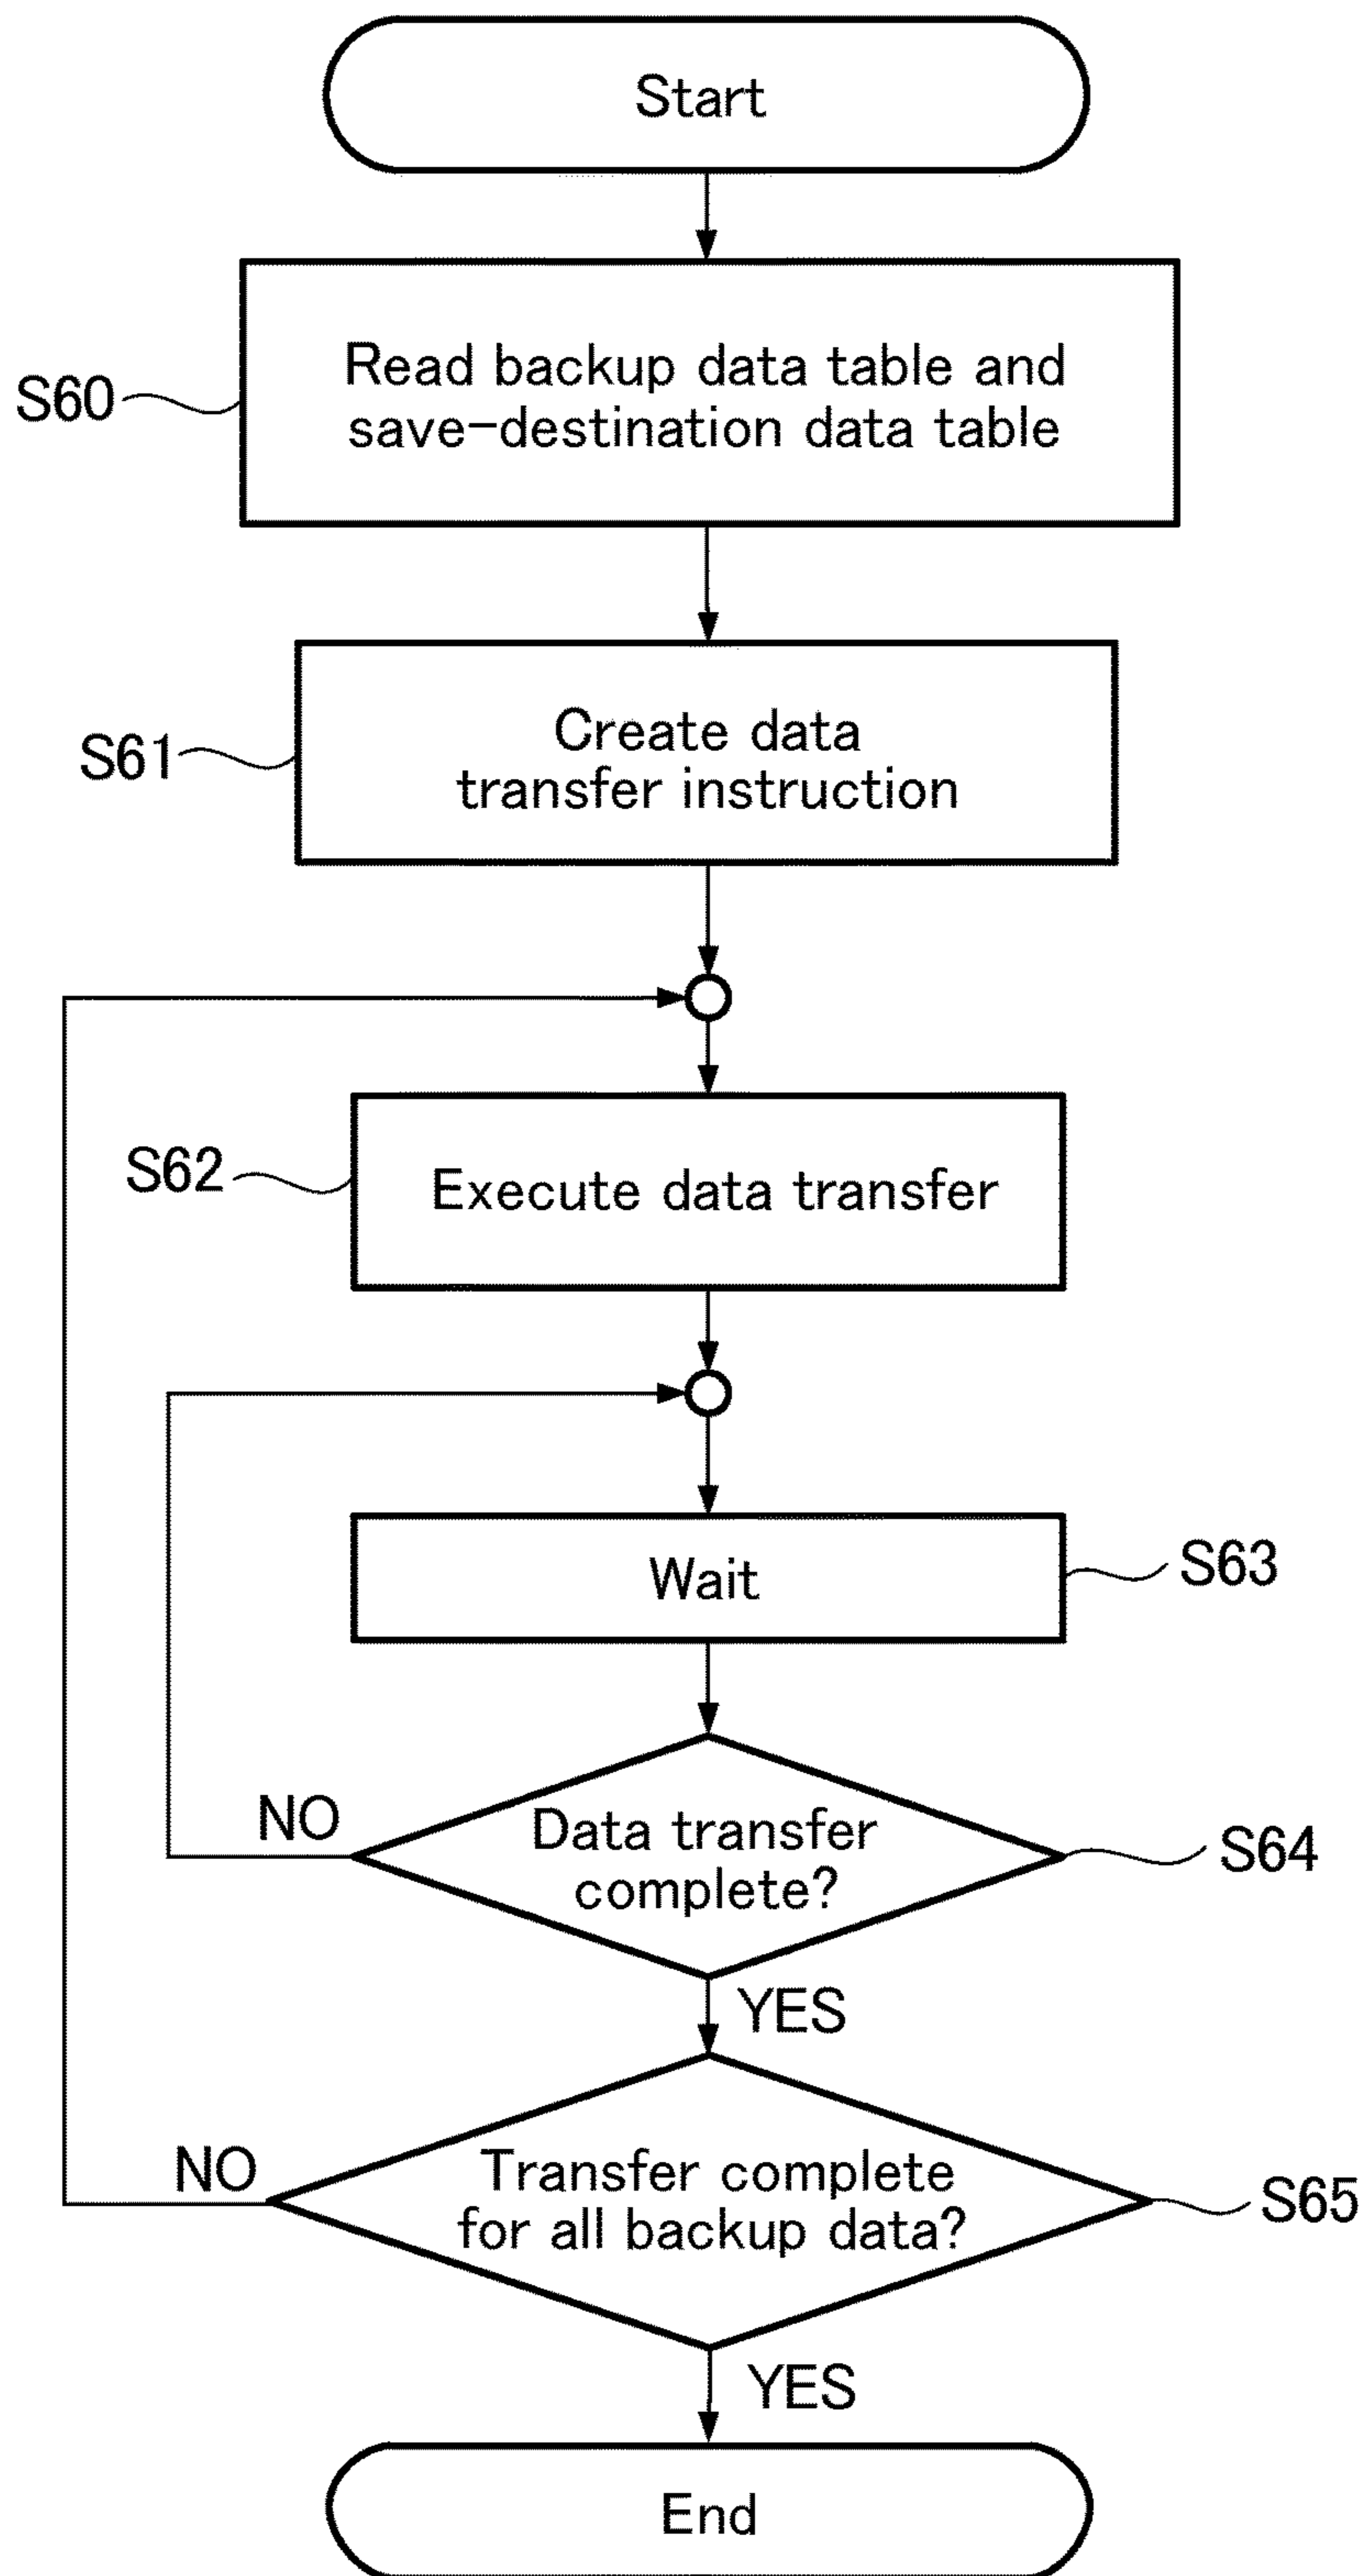 Start
S60
Read backup data table and
save-destination data table
S61
Create data
transfer instruction
S62
Execute data transfer
Wait
S63
NO
Data transfer
complete?
S64
YES
NO
Transfer complete
for all backup data?
S65
YES
End